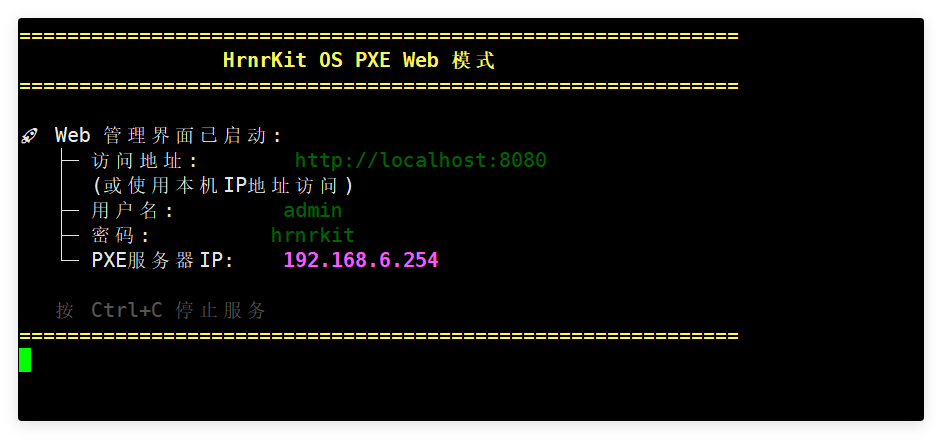 ============================================================
HrnrKit OS PXE Web 模式
============================================================
🚀 Web 管理界面已启动:
├─ 访问地址: http://localhost:8080
│ (或使用本机IP地址访问)
├─ 用户名: admin
├─ 密码: hrnrkit
└─ PXE服务器IP: 192.168.6.254
按 Ctrl+C 停止服务
============================================================